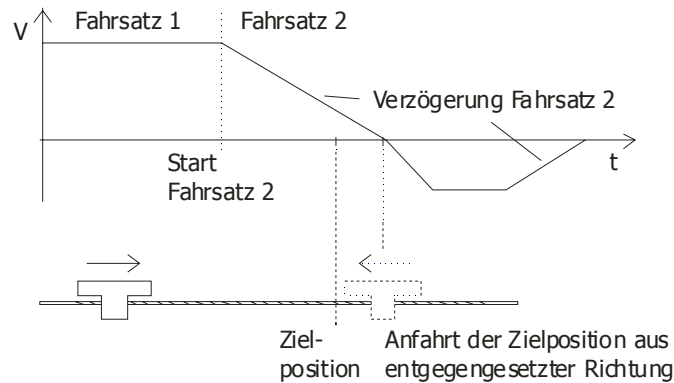 V
Fahrsatz 1
Fahrsatz 2
Verzögerung Fahrsatz 2
t
Start
Fahrsatz 2
Ziel-
position
Anfahrt der Zielposition aus
entgegengesetzter Richtung